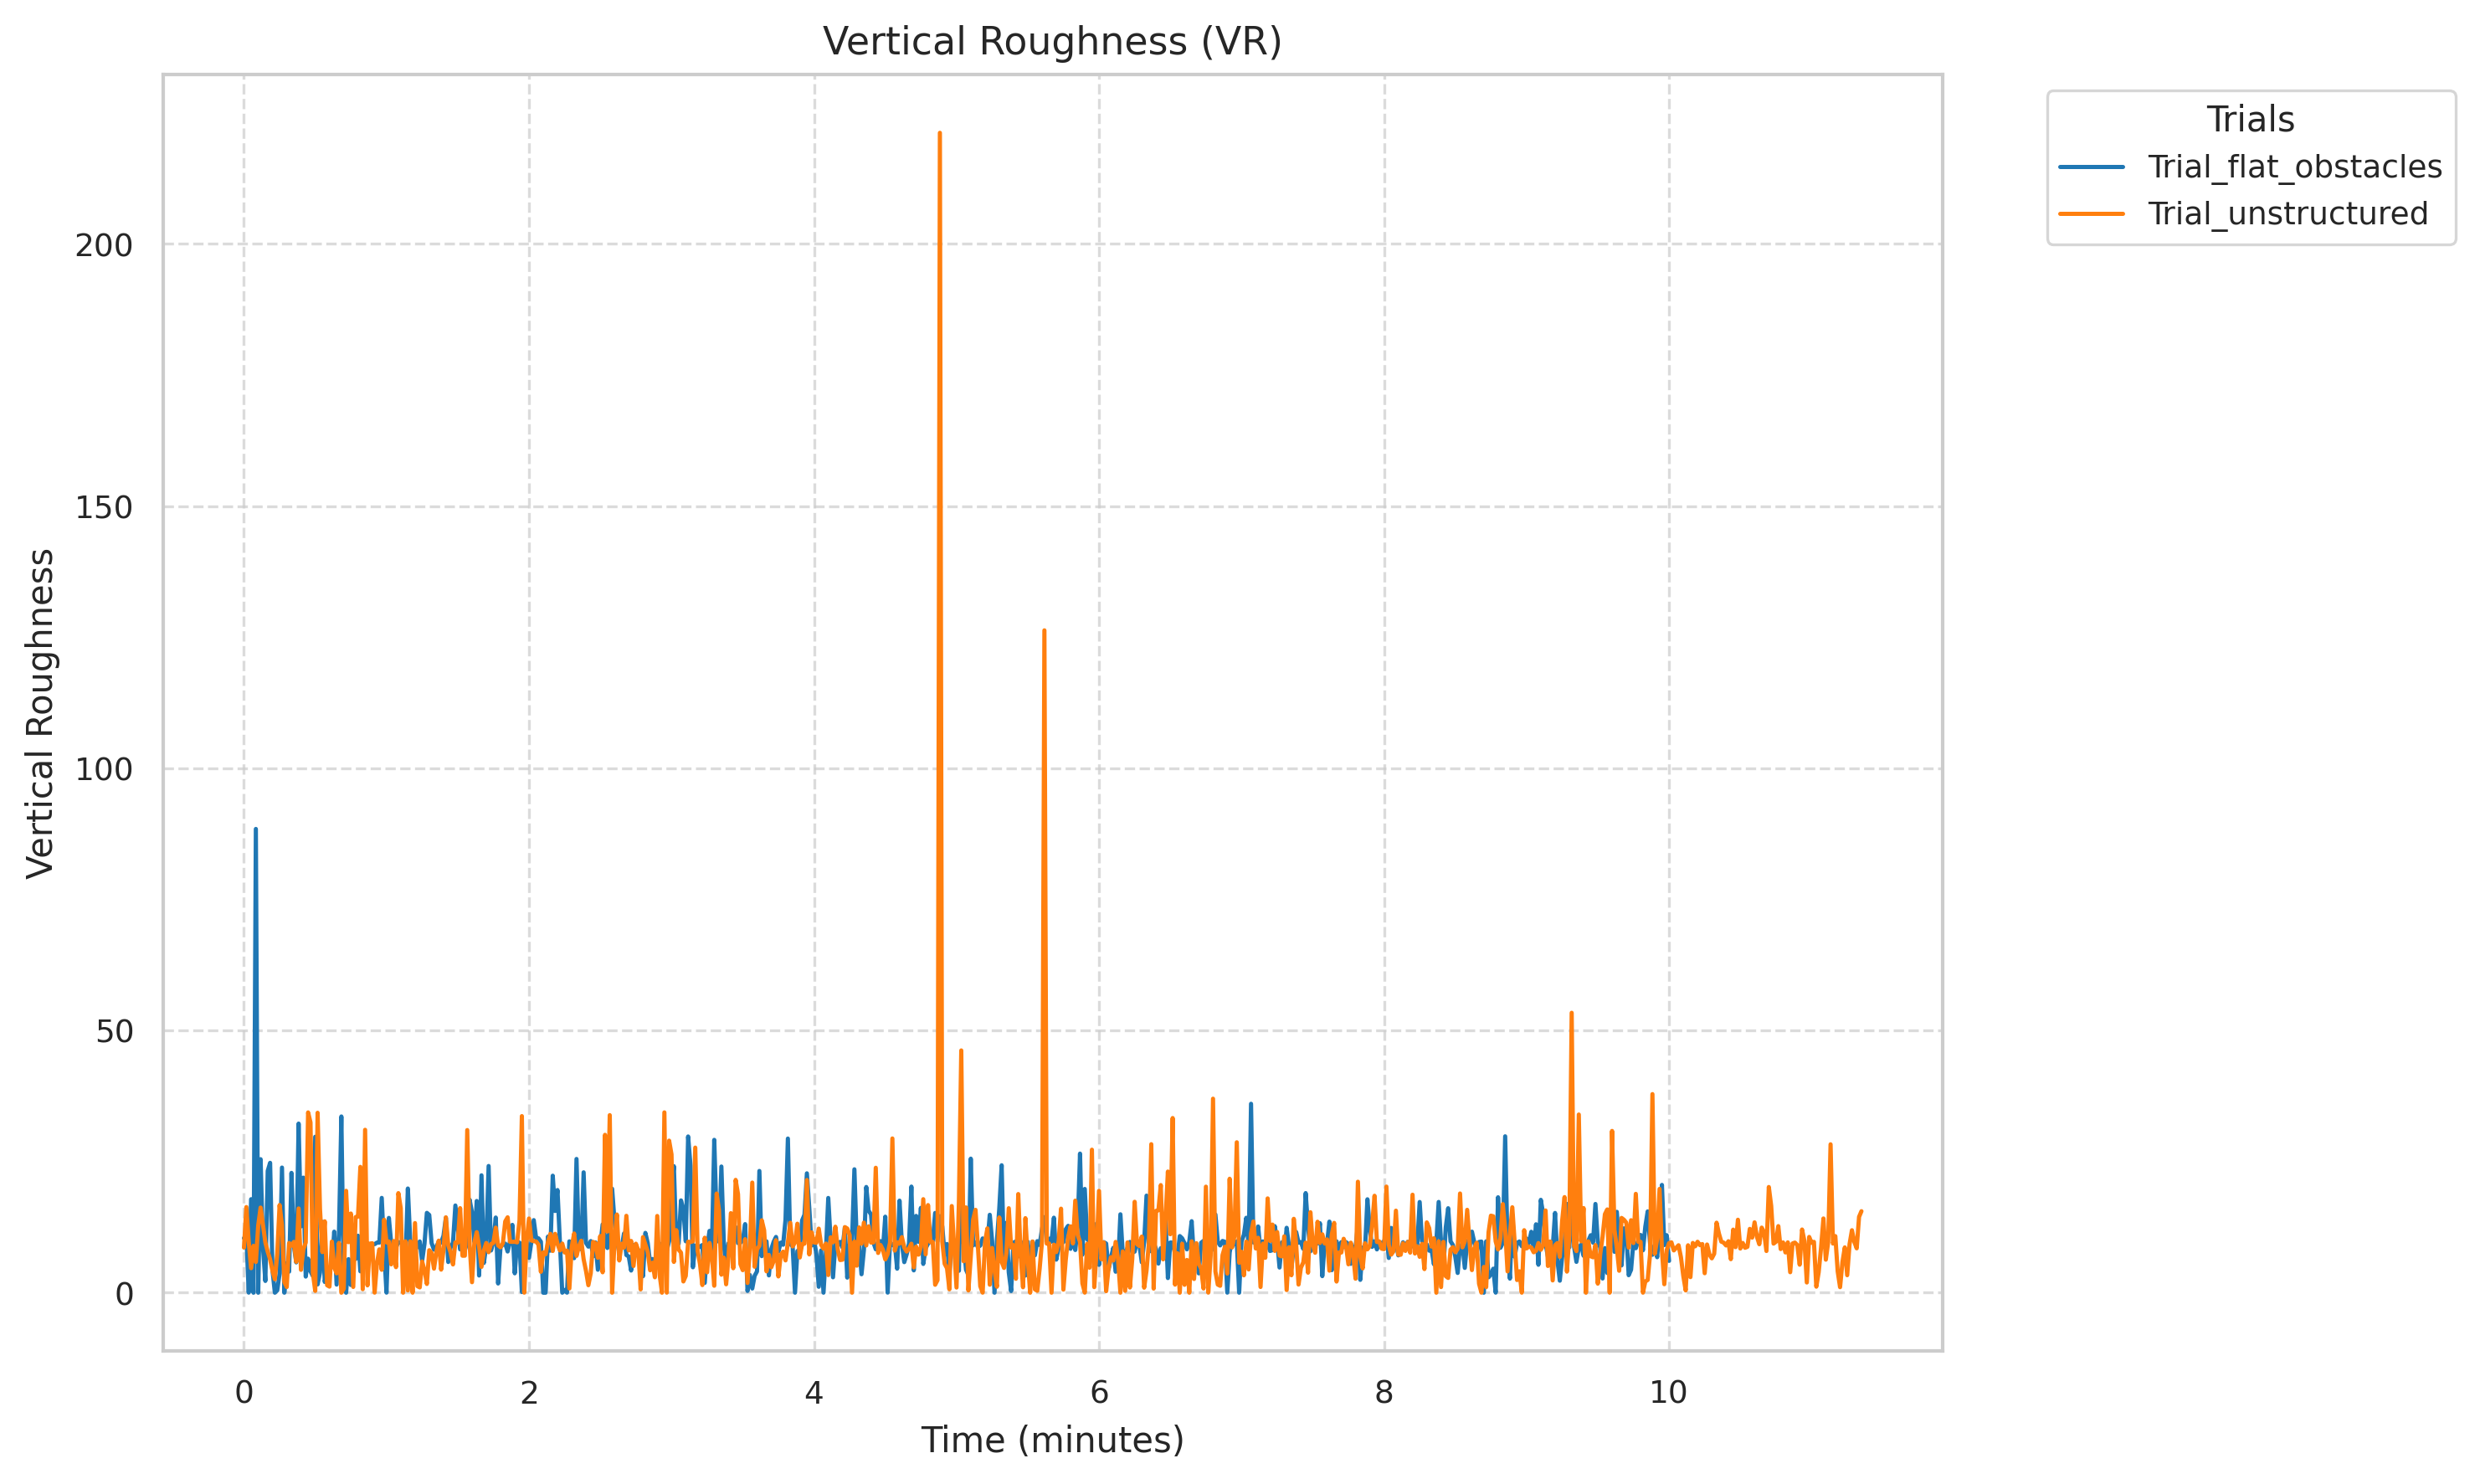 Vertical Roughness (VR)
Trials
Trial_flat_obstacles
Trial_unstructured
Vertical Roughness
200
150
100
50
0
0 2 4 6 8 10
Time (minutes)